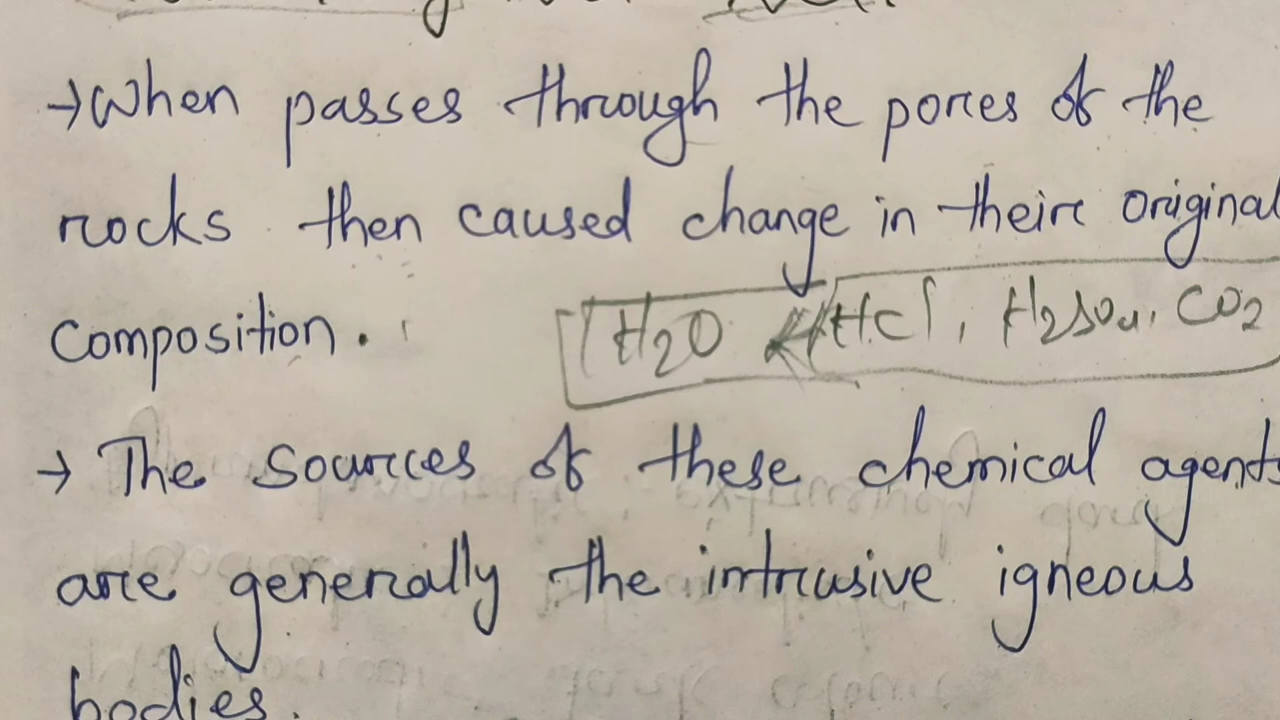 → When passes through the pores of the
rocks then caused change in their original
composition.
H2O HCl, H2SO4, CO2
→ The sources of these chemical agents
are generally the intrusive igneous
bodies.